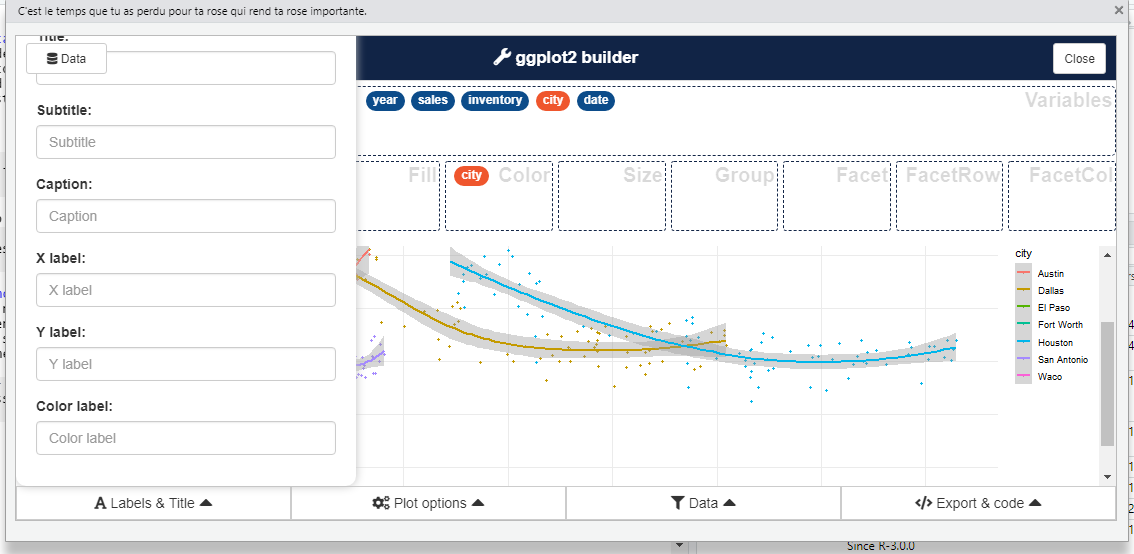 C'est le temps que tu as perdu pour ta rose qui rend ta rose importante.
Data
ggplot2 builder
Close
year sales inventory city date
Variables
Fill
city Color
Size
Group
Facet
FacetRow
FacetCol
Subtitle:
Subtitle
Caption:
Caption
X label:
X label
Y label:
Y label
Color label:
Color label
city
Austin
Dallas
El Paso
Fort Worth
Houston
San Antonio
Waco
Labels & Title
Plot options
Data
Export & code
Since R-3.0.0